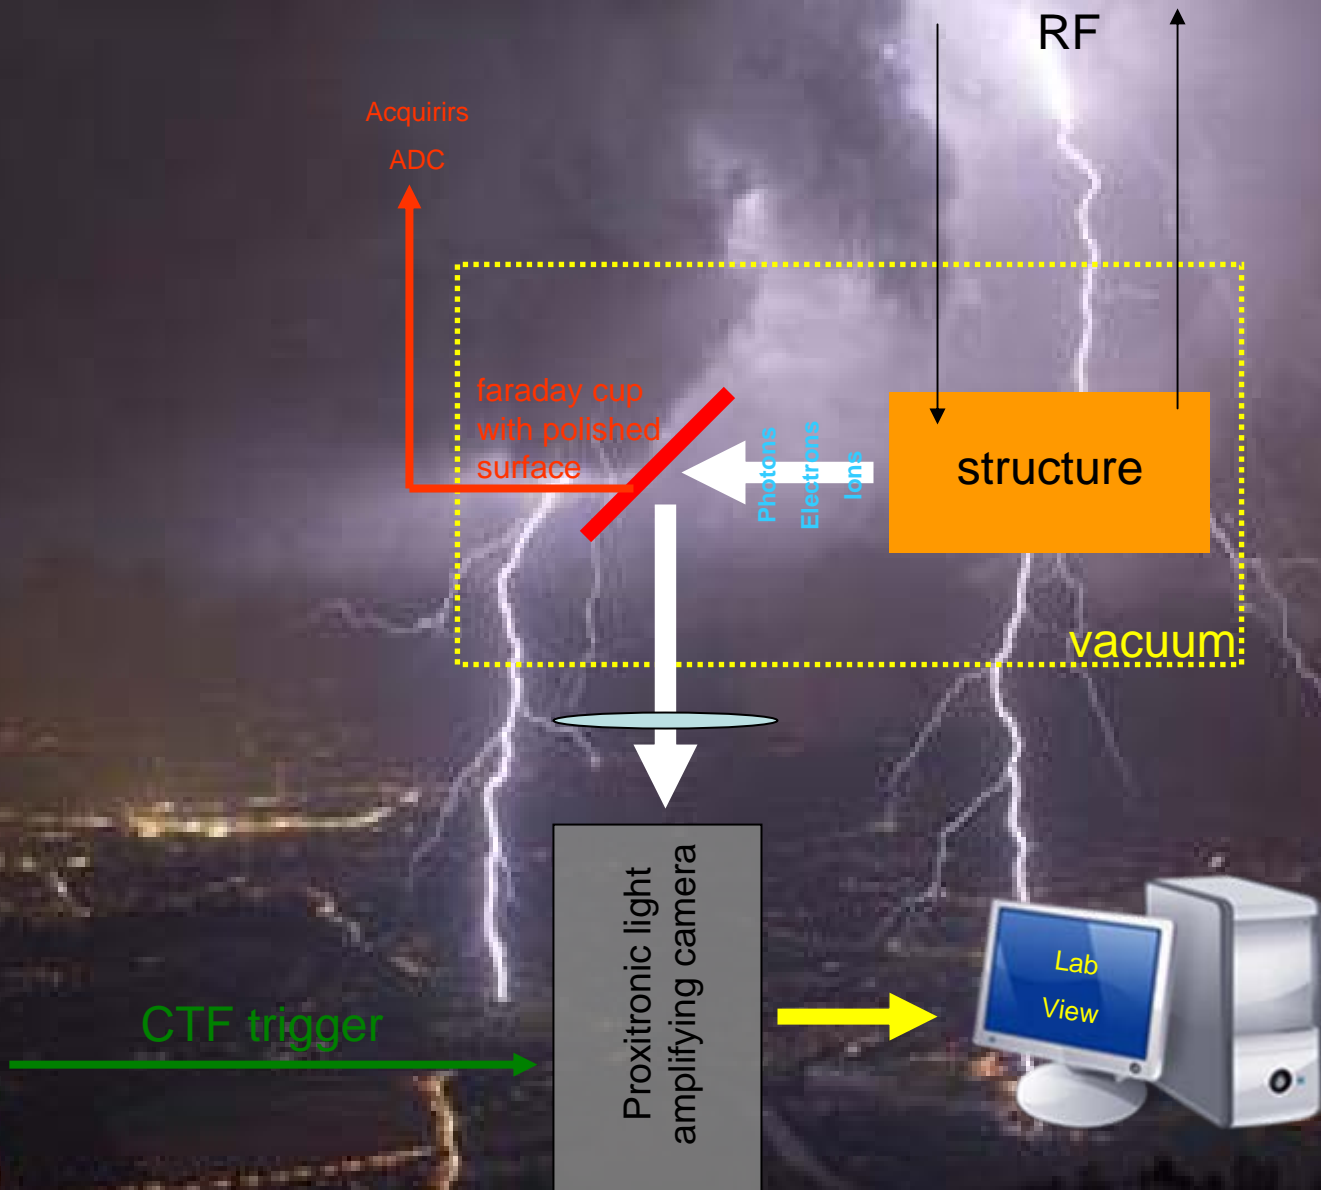 RF
Acquirirs
ADC
faraday cup
with polished
surface
Photons
Electrons
Ions
structure
vacuum
Proxitronic light
amplifying camera
CTF trigger
Lab
View